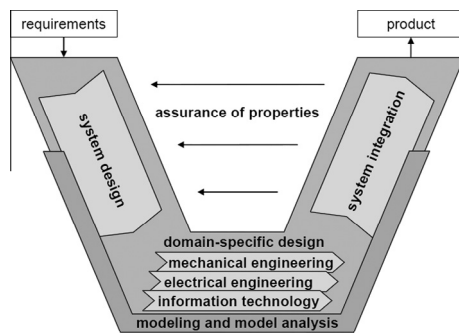 requirements
product
assurance of properties
system design
system integration
domain-specific design
mechanical engineering
electrical engineering
information technology
modeling and model analysis